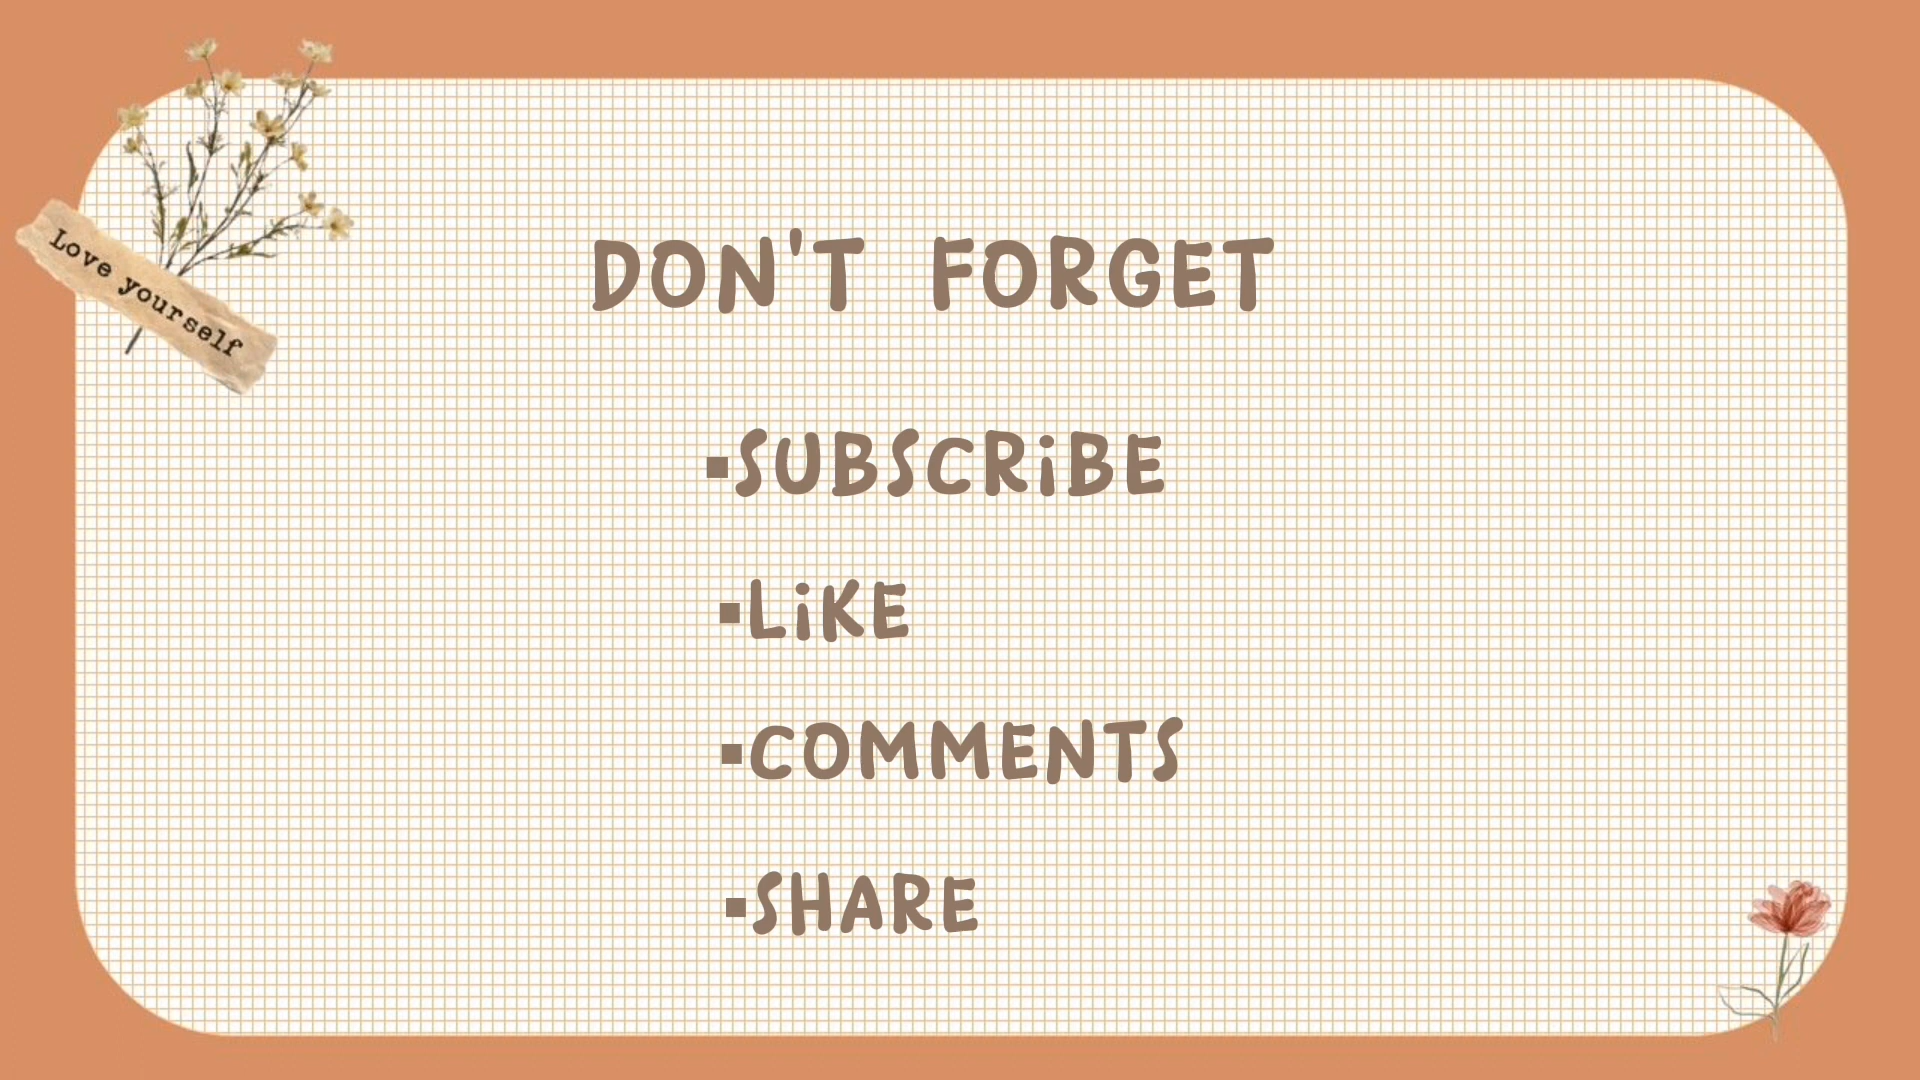 Love yourself
DON'T FORGET
▪SUBSCRiBE
▪LiKE
▪COMMENTS
▪SHARE